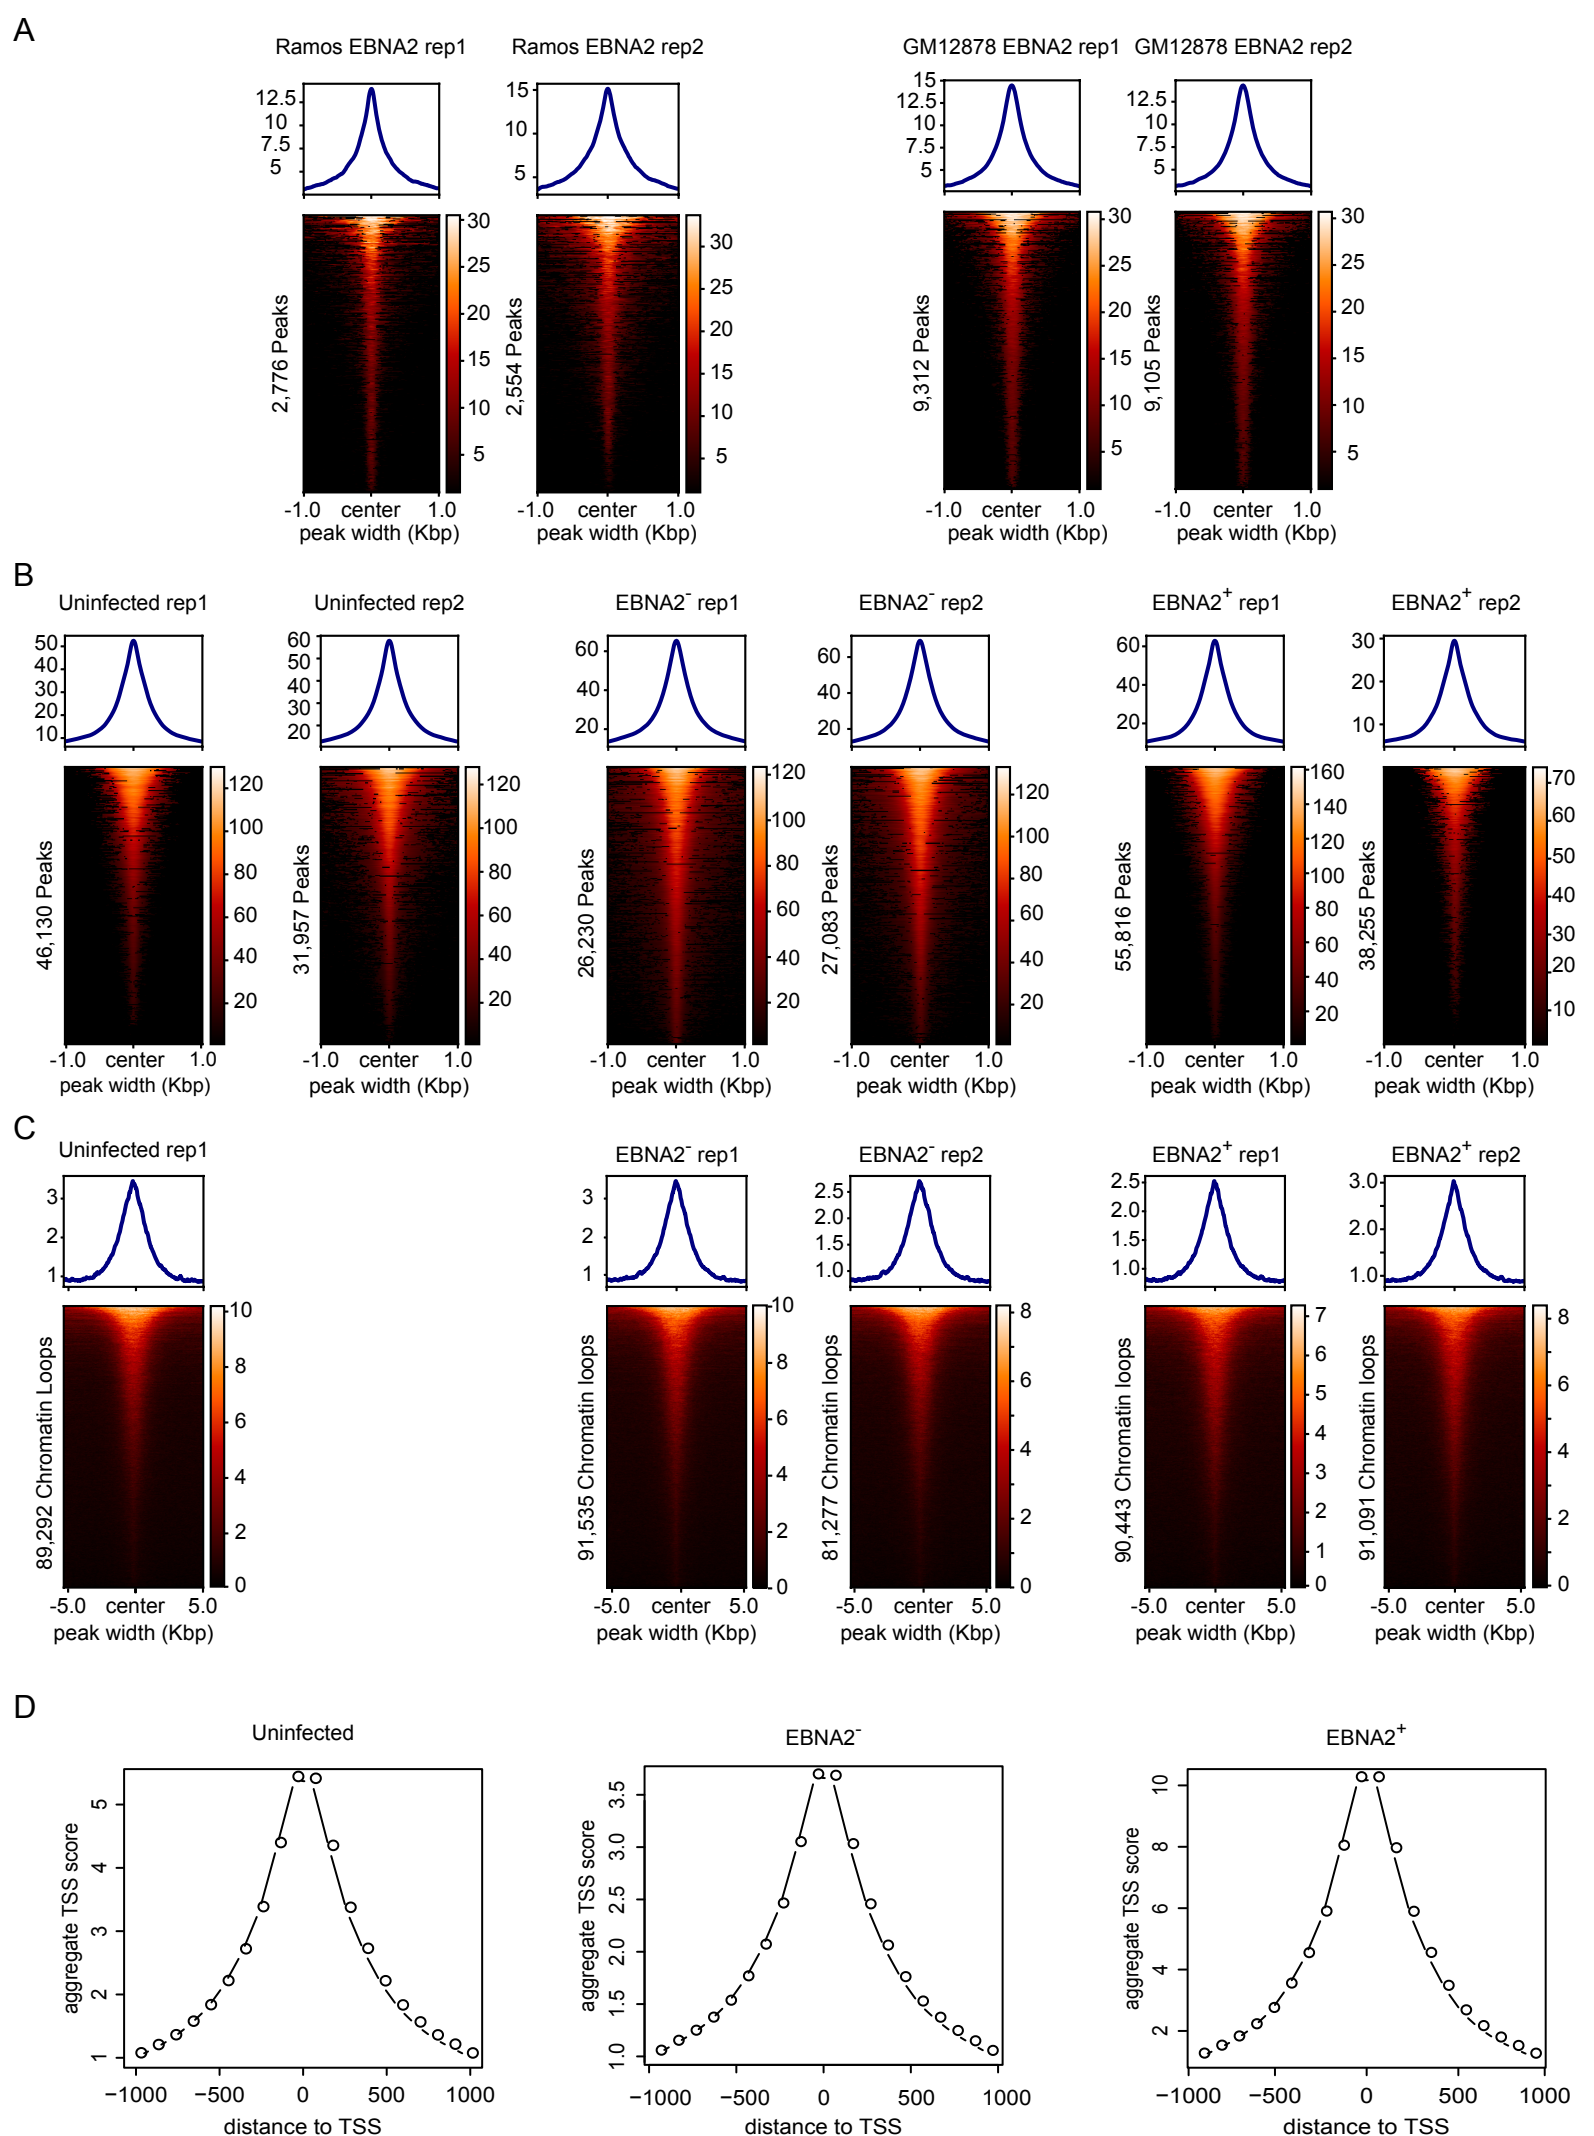 A
Ramos EBNA2 rep1
Ramos EBNA2 rep2
GM12878 EBNA2 rep1
GM12878 EBNA2 rep2
12.5
10
7.5
5
15
10
5
15
12.5
10
7.5
5
12.5
10
7.5
5
2,776 Peaks
30
25
20
15
10
5
2,554 Peaks
30
25
20
15
10
5
9,312 Peaks
30
25
20
15
10
5
9,105 Peaks
30
25
20
15
10
5
-1.0 center 1.0
peak width (Kbp)
-1.0 center 1.0
peak width (Kbp)
-1.0 center 1.0
peak width (Kbp)
-1.0 center 1.0
peak width (Kbp)
B
Uninfected rep1
Uninfected rep2
EBNA2- rep1
EBNA2- rep2
EBNA2+ rep1
EBNA2+ rep2
50
40
30
20
10
60
50
40
30
20
60
40
20
60
40
20
60
40
20
30
20
10
46,130 Peaks
120
100
80
60
40
20
31,957 Peaks
120
100
80
60
40
20
26,230 Peaks
120
100
80
60
40
20
27,083 Peaks
120
100
80
60
40
20
55,816 Peaks
160
140
120
100
80
60
40
20
38,255 Peaks
70
60
50
40
30
20
10
-1.0 center 1.0
peak width (Kbp)
-1.0 center 1.0
peak width (Kbp)
-1.0 center 1.0
peak width (Kbp)
-1.0 center 1.0
peak width (Kbp)
-1.0 center 1.0
peak width (Kbp)
-1.0 center 1.0
peak width (Kbp)
C
Uninfected rep1
EBNA2- rep1
EBNA2- rep2
EBNA2+ rep1
EBNA2+ rep2
3
2
1
3
2
1
2.5
2.0
1.5
1.0
2.5
2.0
1.5
1.0
3.0
2.0
1.0
89,292 Chromatin Loops
10
8
6
4
2
0
91,535 Chromatin loops
10
8
6
4
2
0
81,277 Chromatin loops
8
6
4
2
0
90,443 Chromatin loops
7
6
5
4
3
2
1
0
91,091 Chromatin loops
8
6
4
2
0
-5.0 center 5.0
peak width (Kbp)
-5.0 center 5.0
peak width (Kbp)
-5.0 center 5.0
peak width (Kbp)
-5.0 center 5.0
peak width (Kbp)
-5.0 center 5.0
peak width (Kbp)
D
Uninfected
EBNA2-
EBNA2+
aggregate TSS score
5
4
3
2
1
−1000 −500 0 500 1000
distance to TSS
aggregate TSS score
3.5
3.0
2.5
2.0
1.5
1.0
−1000 −500 0 500 1000
distance to TSS
aggregate TSS score
10
8
6
4
2
−1000 −500 0 500 1000
distance to TSS